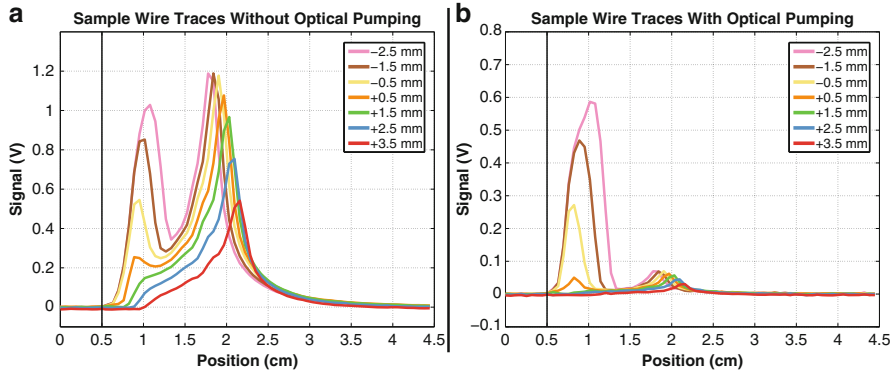 a
Sample Wire Traces Without Optical Pumping
Signal (V)
1.2
1
0.8
0.6
0.4
0.2
0
−2.5 mm
−1.5 mm
−0.5 mm
+0.5 mm
+1.5 mm
+2.5 mm
+3.5 mm
0 0.5 1 1.5 2 2.5 3 3.5 4 4.5
Position (cm)
b
Sample Wire Traces With Optical Pumping
Signal (V)
0.8
0.7
0.6
0.5
0.4
0.3
0.2
0.1
0
−0.1
−2.5 mm
−1.5 mm
−0.5 mm
+0.5 mm
+1.5 mm
+2.5 mm
+3.5 mm
0 0.5 1 1.5 2 2.5 3 3.5 4 4.5
Position (cm)